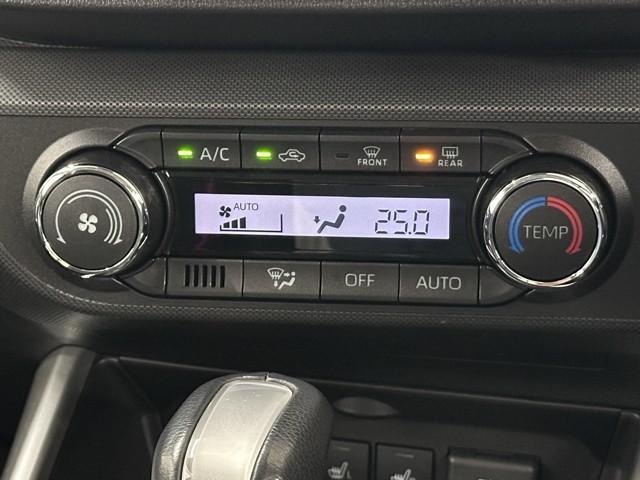 A/C
FRONT
REAR
AUTO
25.0
TEMP
OFF
AUTO